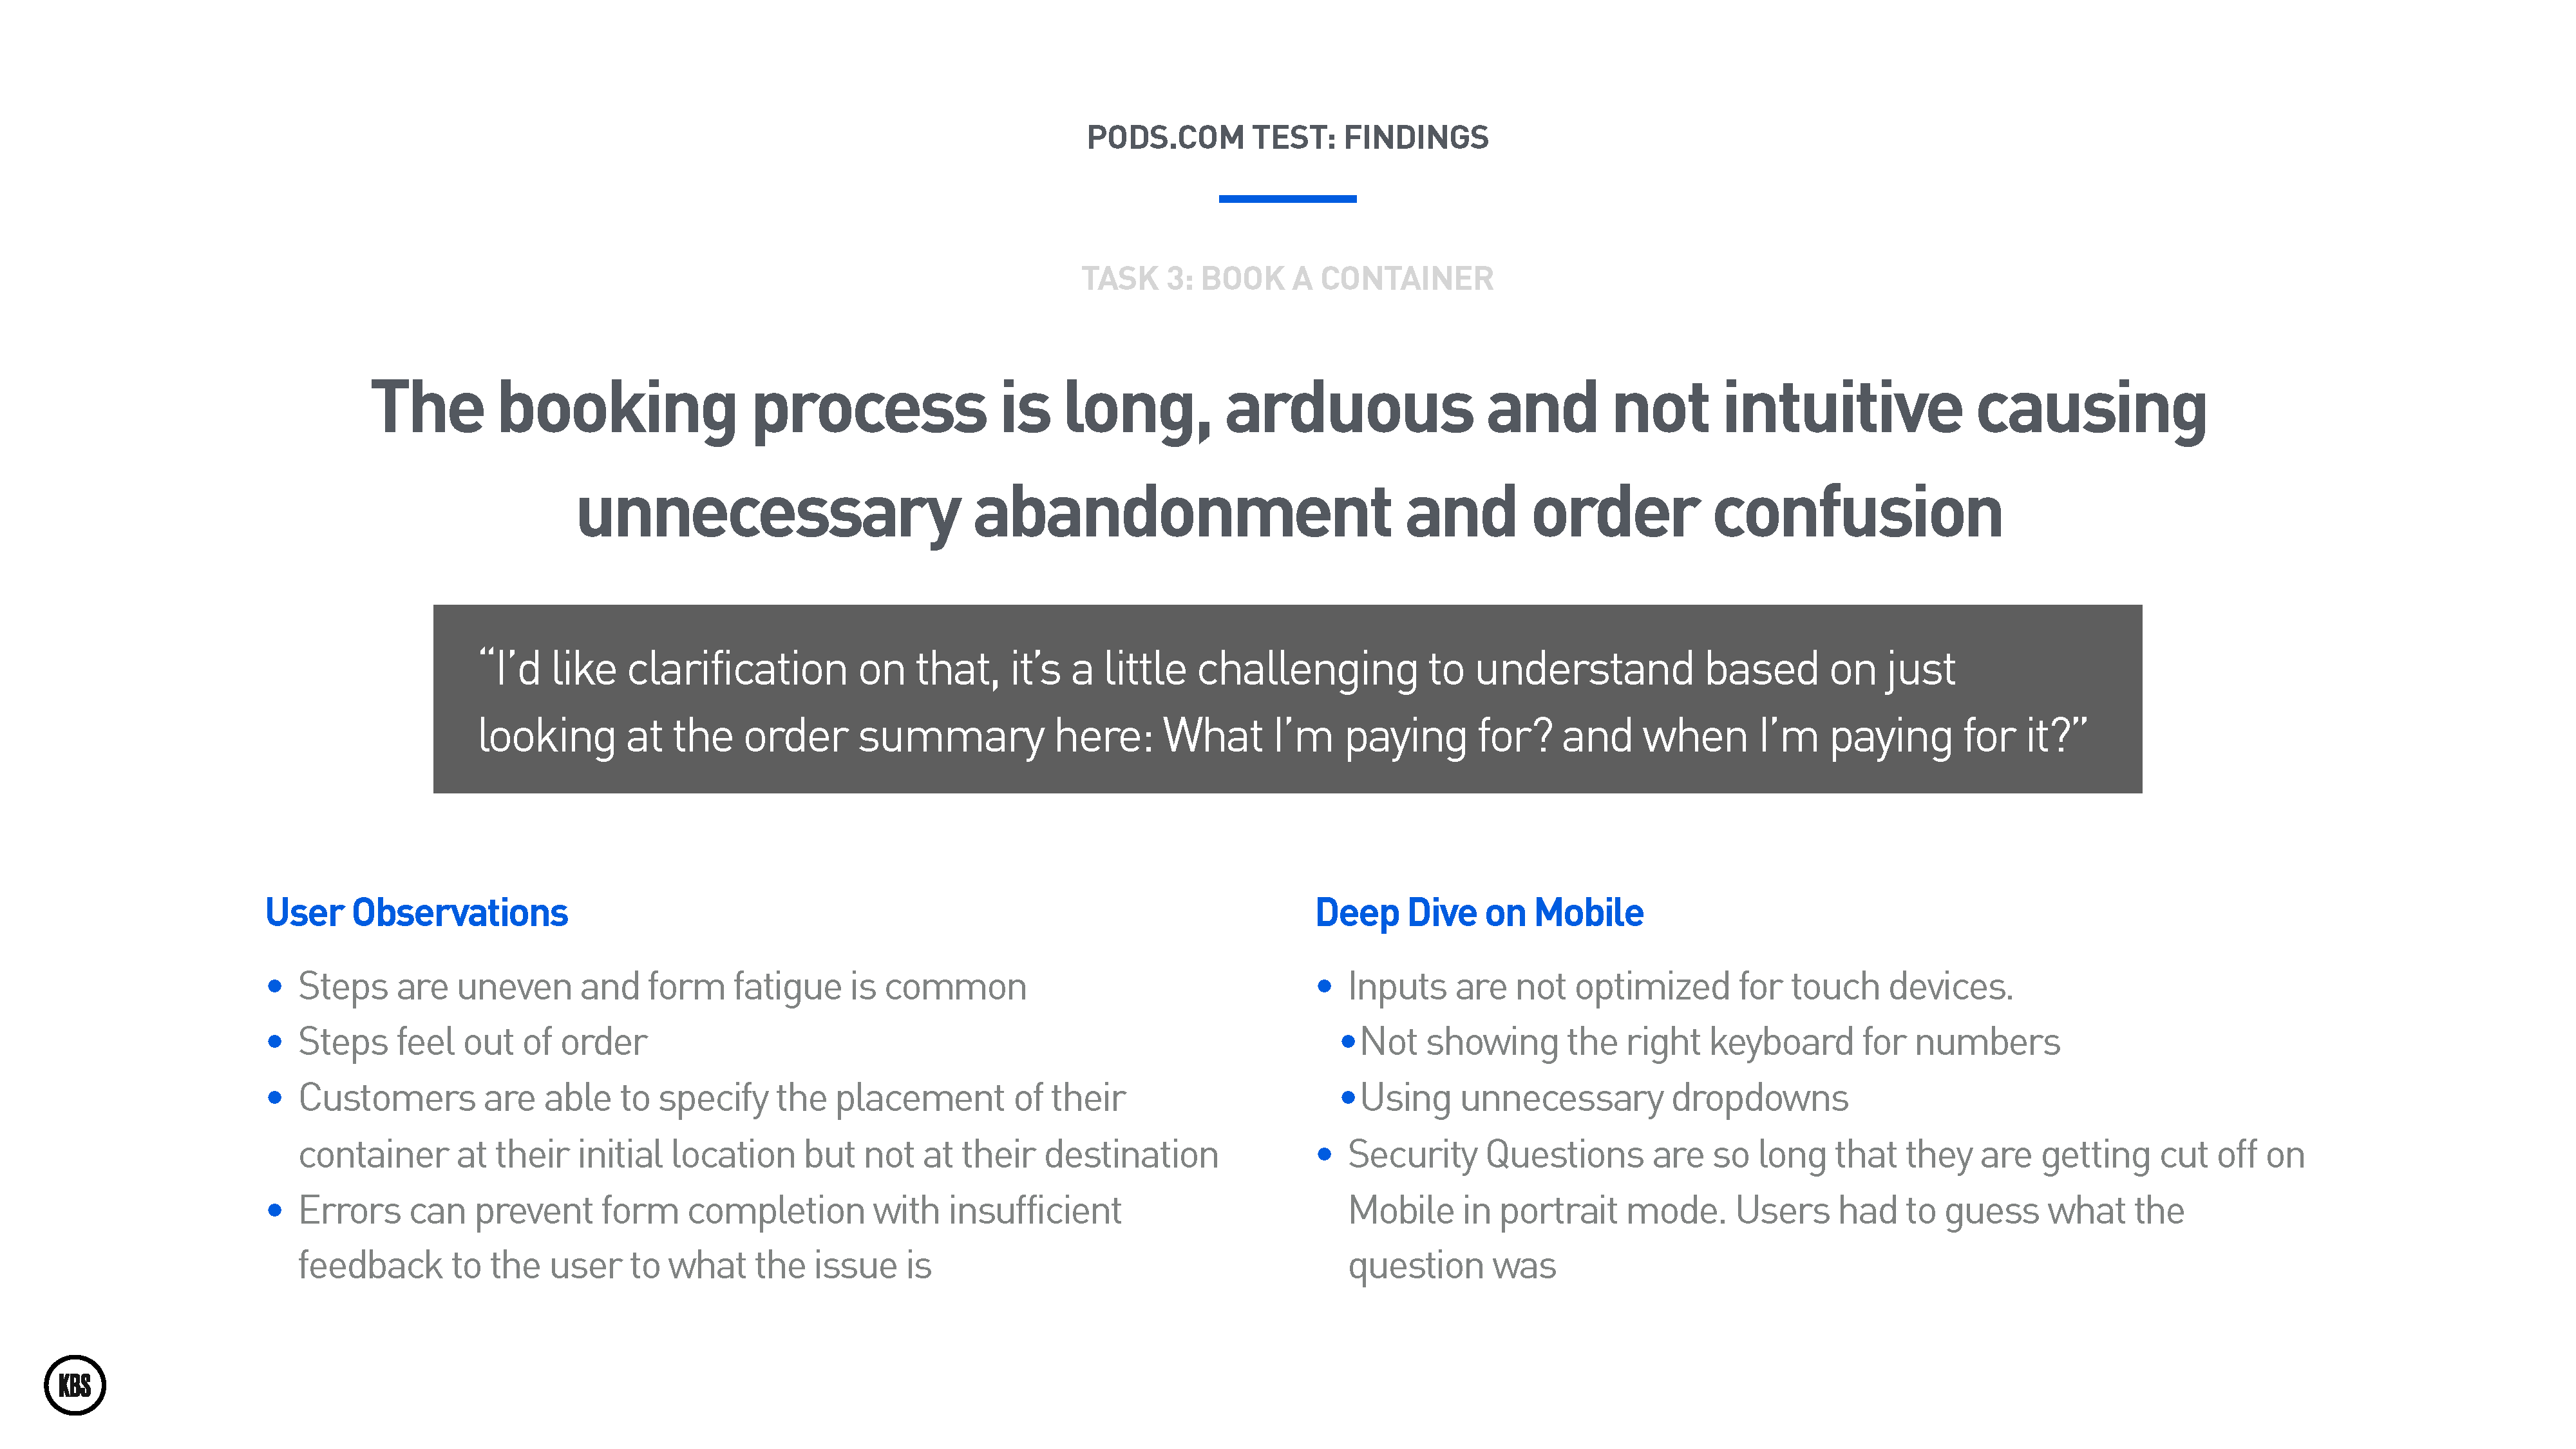 PODS.COM TEST: FINDINGS
TASK 3: BOOK A CONTAINER
The booking process is long, arduous and not intuitive causing
unnecessary abandonment and order confusion
“I’d like clarification on that, it’s a little challenging to understand based on just
looking at the order summary here: What I’m paying for? and when I’m paying for it?”
User Observations
• Steps are uneven and form fatigue is common
• Steps feel out of order
• Customers are able to specify the placement of their
container at their initial location but not at their destination
• Errors can prevent form completion with insufficient
feedback to the user to what the issue is
Deep Dive on Mobile
• Inputs are not optimized for touch devices.
•Not showing the right keyboard for numbers
•Using unnecessary dropdowns
• Security Questions are so long that they are getting cut off on
Mobile in portrait mode. Users had to guess what the
question was
KBS